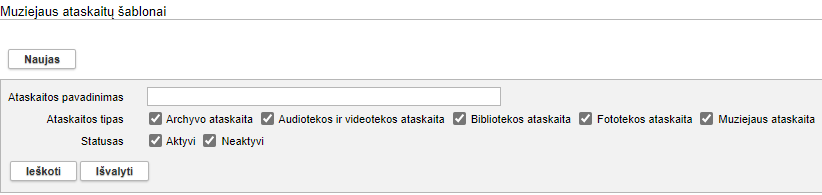 Muziejaus ataskaitų šablonai
Naujas
Ataskaitos pavadinimas
Ataskaitos tipas Archyvo ataskaita Audiotekos ir videotekos ataskaita Bibliotekos ataskaita Fototekos ataskaita Muziejaus ataskaita
Statusas Aktyvi Neaktyvi
Ieškoti Išvalyti